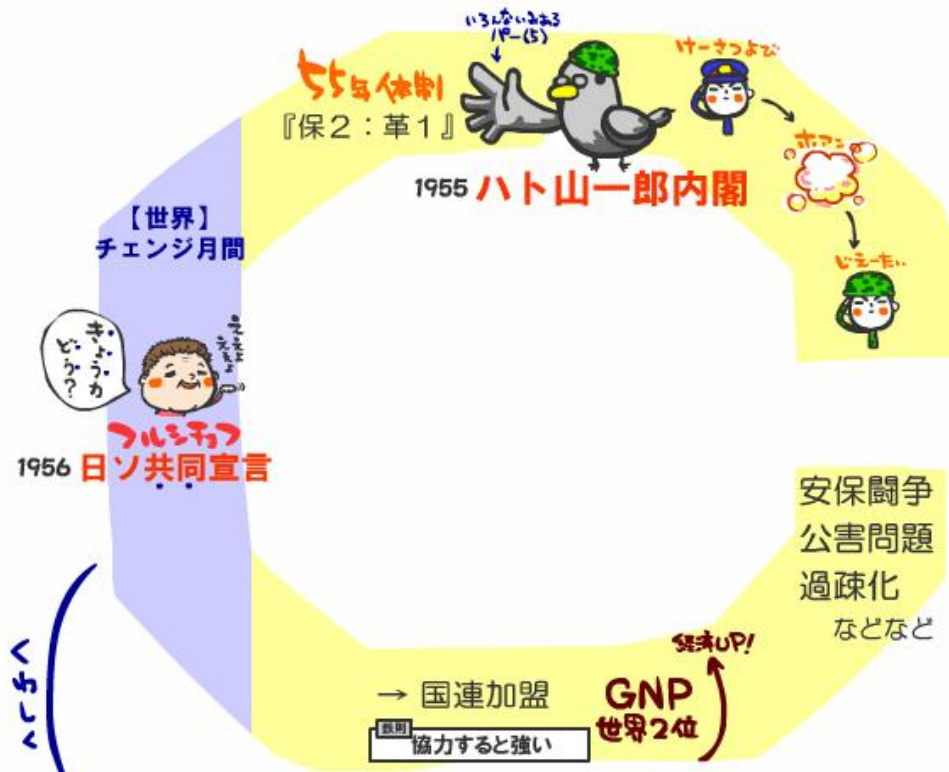 いろんないみある
パー(5)
↓
55年体制
『保2：革1』
1955 ハト山一郎内閣
けーさつよび
ホアン
じえーたい
【世界】
チェンジ月間
きょうカ
どう？
ええよ
ええよ
フルシチョフ
1956 日ソ共同宣言
安保闘争
公害問題
過疎化
などなど
くわしく
経済UP!
→ 国連加盟
GNP
世界2位
鉄則
協力すると強い